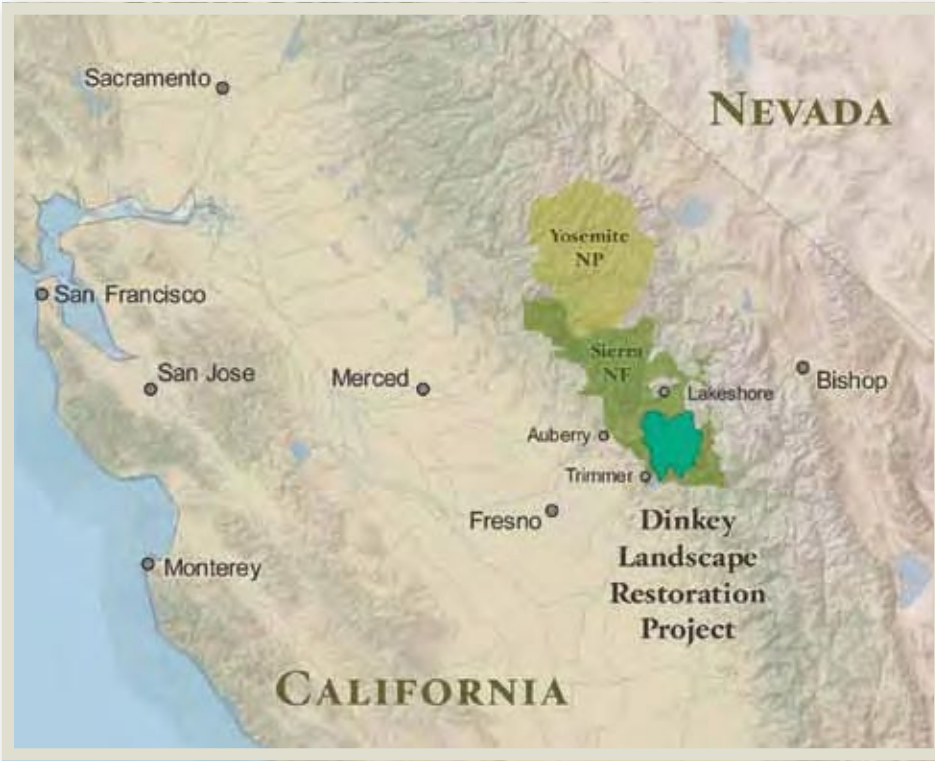 Sacramento
NEVADA
Yosemite
NP
San Francisco
Sierra
NF
San Jose
Merced
Lakeshore
Bishop
Auberry
Trimmer
Fresno
Dinkey
Landscape
Restoration
Project
Monterey
CALIFORNIA